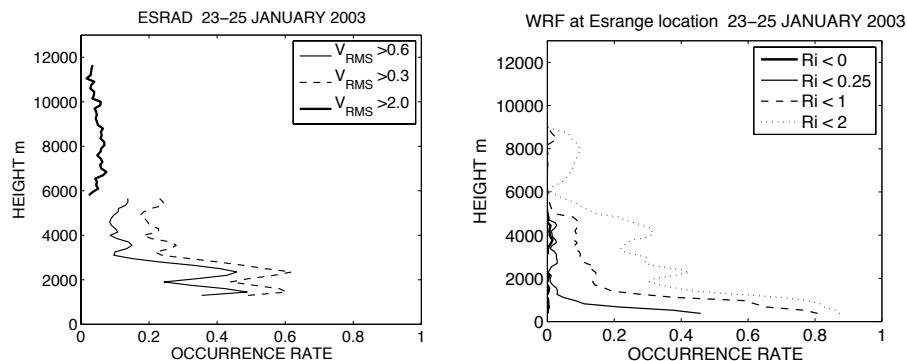 ESRAD 23-25 JANUARY 2003
HEIGHT m
12000
10000
8000
6000
4000
2000
0
V_RMS >0.6
V_RMS >0.3
V_RMS >2.0
0 0.2 0.4 0.6 0.8 1
OCCURRENCE RATE
WRF at Esrange location 23-25 JANUARY 2003
HEIGHT m
12000
10000
8000
6000
4000
2000
0
Ri < 0
Ri < 0.25
Ri < 1
Ri < 2
0 0.2 0.4 0.6 0.8 1
OCCURRENCE RATE